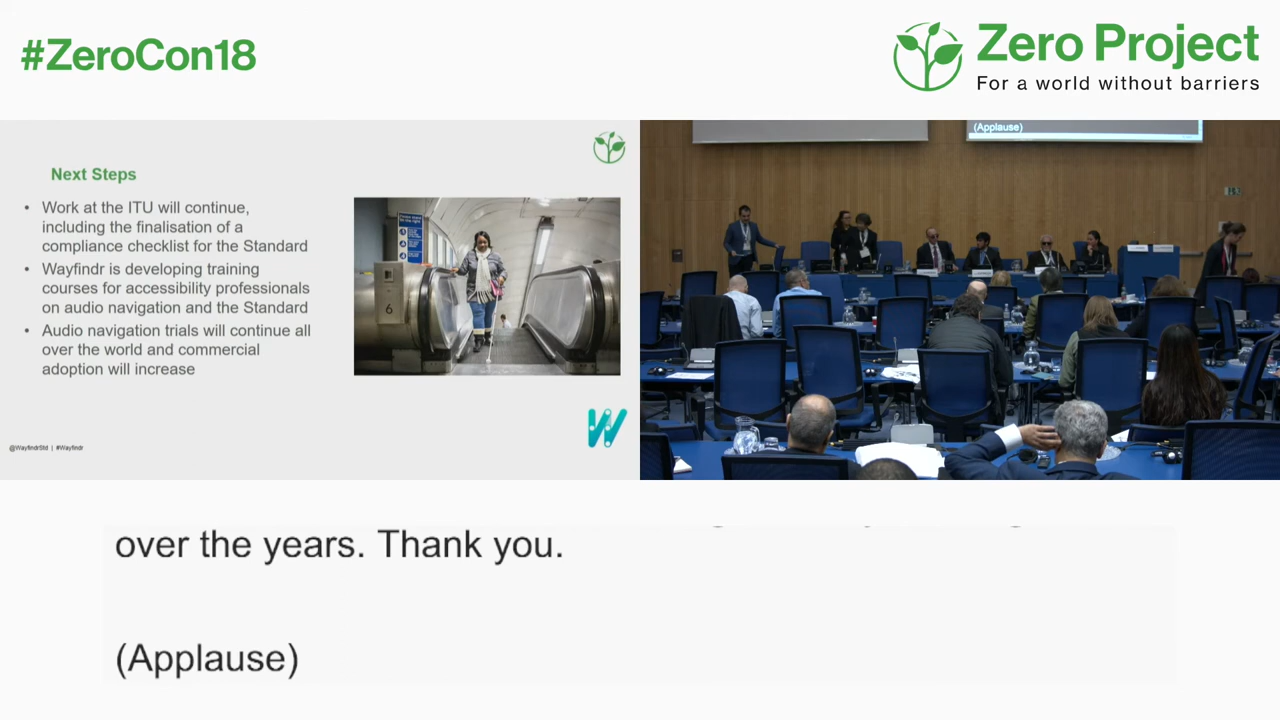 #ZeroCon18
Zero Project
For a world without barriers
Next Steps
• Work at the ITU will continue,
including the finalisation of a
compliance checklist for the Standard
• Wayfindr is developing training
courses for accessibility professionals
on audio navigation and the Standard
• Audio navigation trials will continue all
over the world and commercial
adoption will increase
6
@WayfindrStd | #Wayfindr
W
(Applause)
over the years. Thank you.
(Applause)